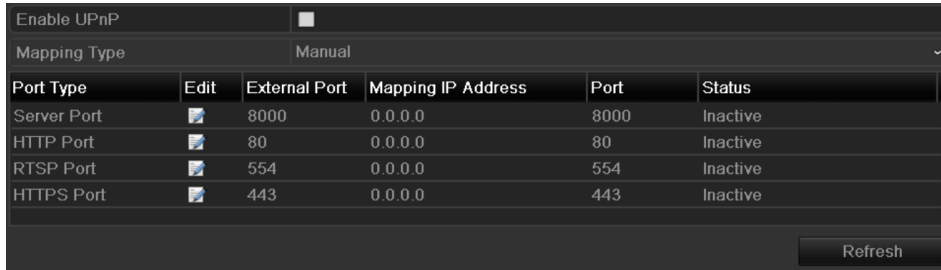 Enable UPnP
Mapping Type Manual
Port Type Edit External Port Mapping IP Address Port Status
Server Port 8000 0.0.0.0 8000 Inactive
HTTP Port 80 0.0.0.0 80 Inactive
RTSP Port 554 0.0.0.0 554 Inactive
HTTPS Port 443 0.0.0.0 443 Inactive
Refresh